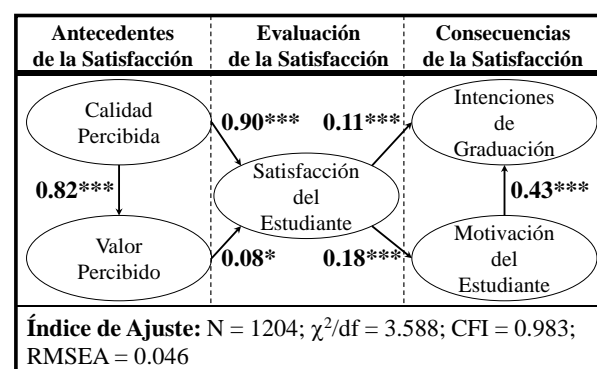 Antecedentes
de la Satisfacción
Evaluación
de la Satisfacción
Consecuencias
de la Satisfacción
Calidad
Percibida
0.90***
0.11***
Intenciones
de
Graduación
0.82***
Satisfacción
del
Estudiante
0.43***
Valor
Percibido
0.08*
0.18***
Motivación
del
Estudiante
Índice de Ajuste: N = 1204; χ²/df = 3.588; CFI = 0.983;
RMSEA = 0.046